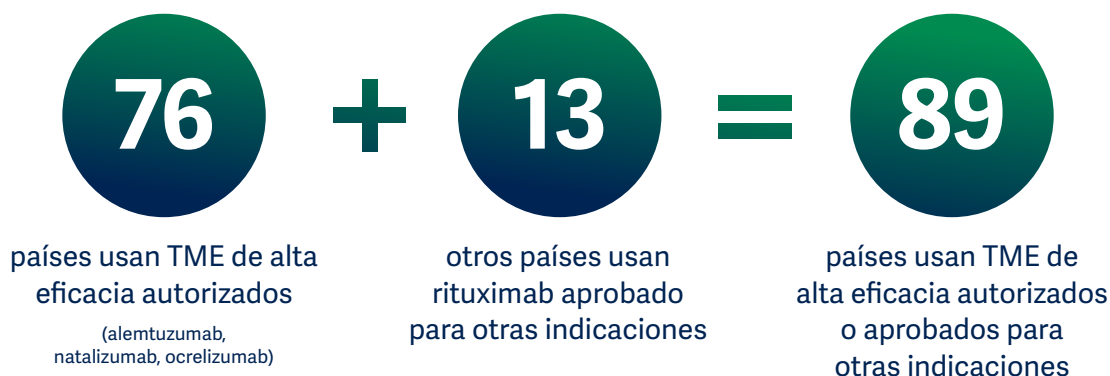 76 + 13 = 89
países usan TME de alta
eficacia autorizados
(alemtuzumab,
natalizumab, ocrelizumab)
otros países usan
rituximab aprobado
para otras indicaciones
países usan TME de
alta eficacia autorizados
o aprobados para
otras indicaciones